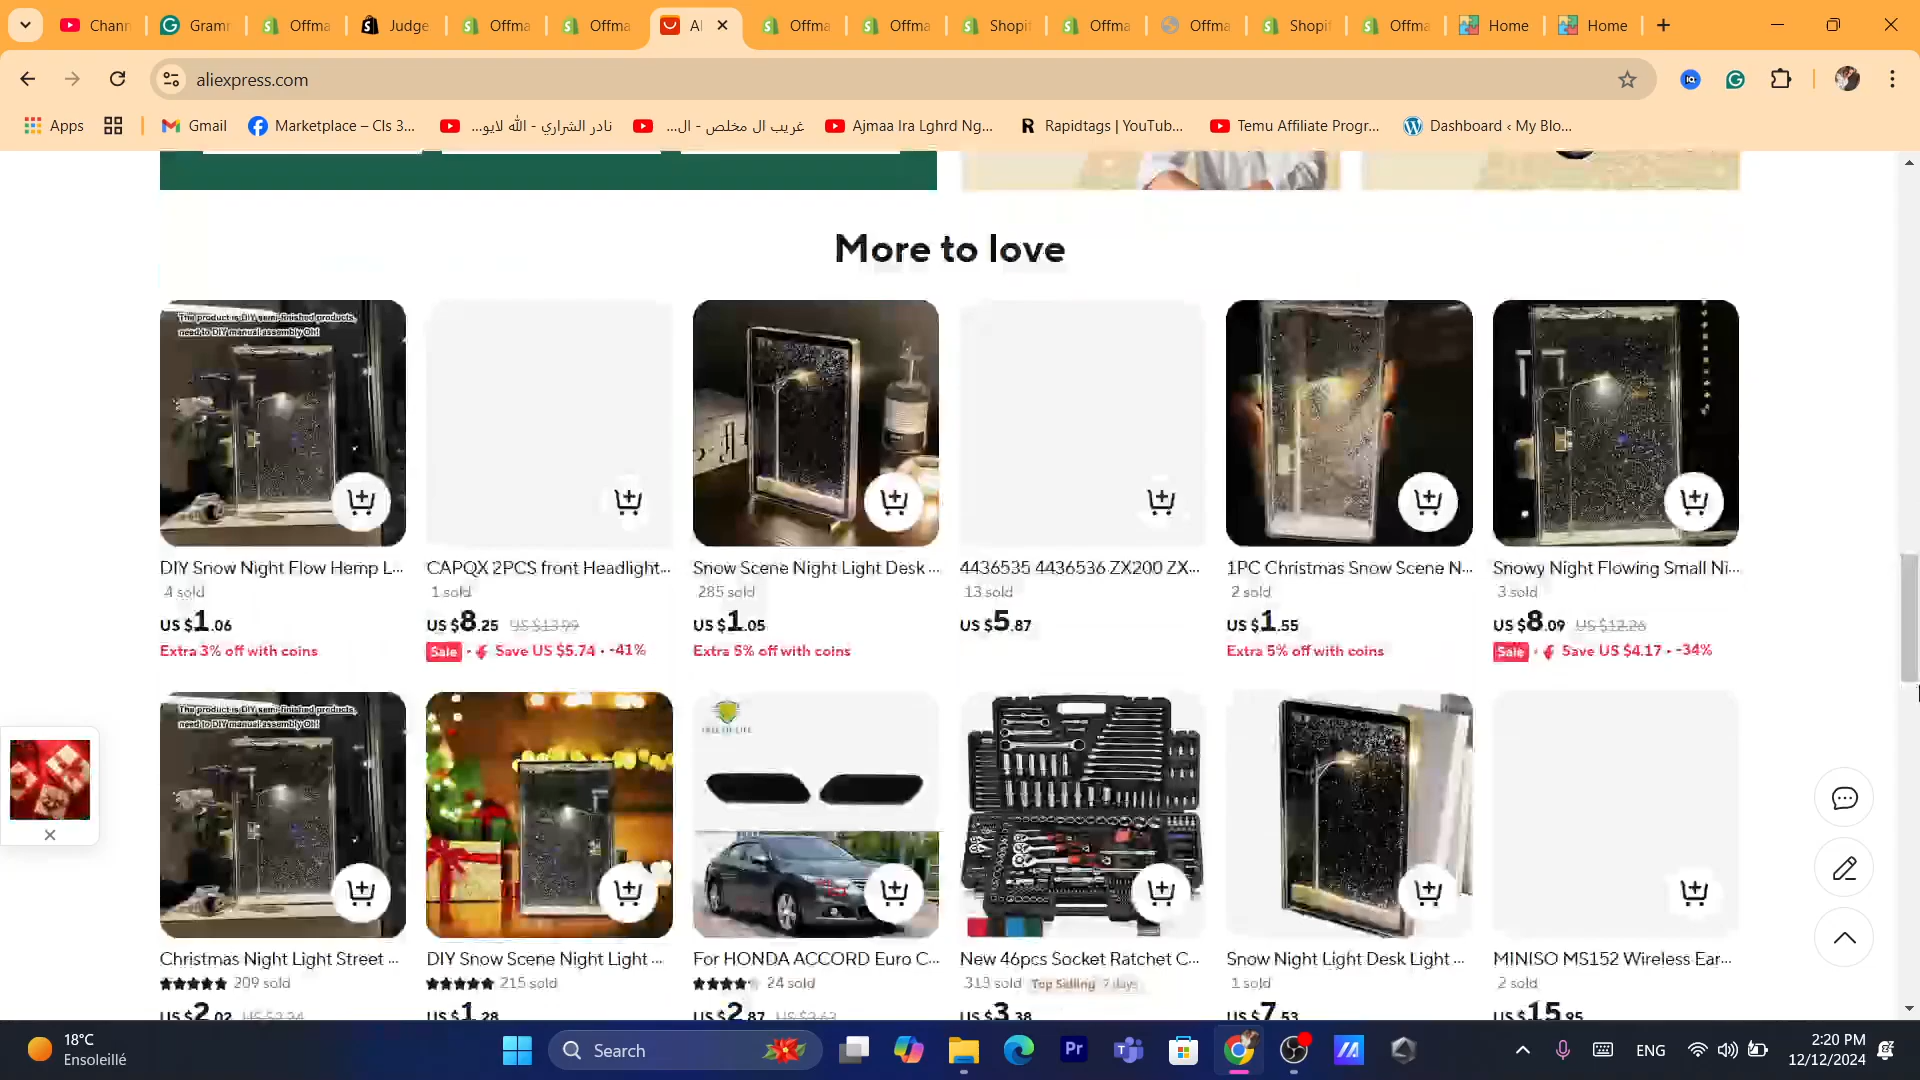 Chann
Gramr
Offma
Judge
Offma
Offma
Al
Offma
Offma
Shopif
Offma
Offma
Shopif
Offma
Home
Home
aliexpress.com
Apps
Gmail
Marketplace – Cls 3...
نادر الشراري - الله لايو...
غريب ال مخلص - ال...
Ajmaa Ira Lghrd Ng...
Rapidtags | YouTub...
Temu Affiliate Progr...
Dashboard ‹ My Blo...
More to love
The product is DIY semi-finished products,
need to DIY manual assembly Oh!
DIY Snow Night Flow Hemp L...
4 sold
US $1.06
Extra 3% off with coins
CAPQX 2PCS front Headlight...
1 sold
US $8.25 US $13.99
Sale · Save US $5.74 · -41%
Snow Scene Night Light Desk ...
285 sold
US $1.05
Extra 5% off with coins
4436535 4436536 ZX200 ZX...
13 sold
US $5.87
1PC Christmas Snow Scene N...
2 sold
US $1.55
Extra 5% off with coins
Snowy Night Flowing Small Ni...
3 sold
US $8.09 US $12.26
Sale · Save US $4.17 · -34%
The product is DIY semi-finished products,
need to DIY manual assembly Oh!
Christmas Night Light Street ...
209 sold
US $2.02
DIY Snow Scene Night Light ...
215 sold
US $1.28
TREE OF LIFE
For HONDA ACCORD Euro C...
24 sold
US $2.87
New 46pcs Socket Ratchet C...
313 sold Top Selling 7 days
US $3.38
Snow Night Light Desk Light ...
1 sold
US $7.53
MINISO MS152 Wireless Ear...
2 sold
US $15.95
18°C
Ensoleillé
Search
ENG
2:20 PM
12/12/2024